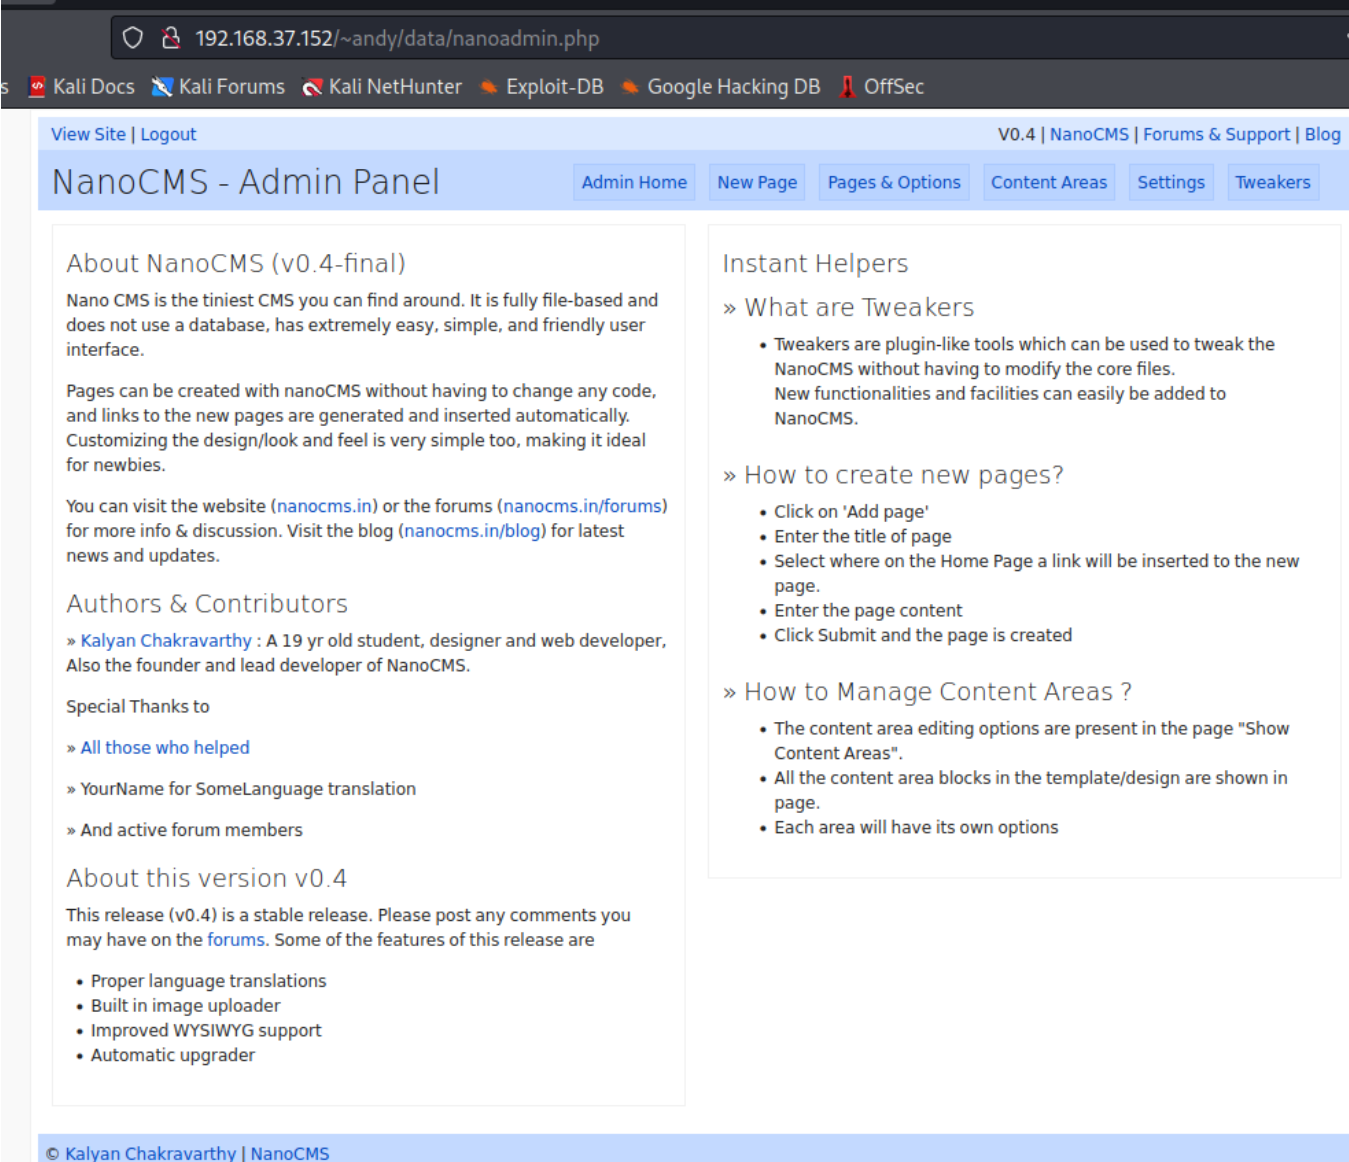 192.168.37.152/~andy/data/nanoadmin.php
s Kali Docs Kali Forums Kali NetHunter Exploit-DB Google Hacking DB OffSec
View Site | Logout
V0.4 | NanoCMS | Forums & Support | Blog
NanoCMS - Admin Panel
Admin Home New Page Pages & Options Content Areas Settings Tweakers
About NanoCMS (v0.4-final)
Nano CMS is the tiniest CMS you can find around. It is fully file-based and
does not use a database, has extremely easy, simple, and friendly user
interface.
Pages can be created with nanoCMS without having to change any code,
and links to the new pages are generated and inserted automatically.
Customizing the design/look and feel is very simple too, making it ideal
for newbies.
You can visit the website (nanocms.in) or the forums (nanocms.in/forums)
for more info & discussion. Visit the blog (nanocms.in/blog) for latest
news and updates.
Authors & Contributors
» Kalyan Chakravarthy : A 19 yr old student, designer and web developer,
Also the founder and lead developer of NanoCMS.
Special Thanks to
» All those who helped
» YourName for SomeLanguage translation
» And active forum members
About this version v0.4
This release (v0.4) is a stable release. Please post any comments you
may have on the forums. Some of the features of this release are
• Proper language translations
• Built in image uploader
• Improved WYSIWYG support
• Automatic upgrader
Instant Helpers
» What are Tweakers
• Tweakers are plugin-like tools which can be used to tweak the
NanoCMS without having to modify the core files.
New functionalities and facilities can easily be added to
NanoCMS.
» How to create new pages?
• Click on 'Add page'
• Enter the title of page
• Select where on the Home Page a link will be inserted to the new
page.
• Enter the page content
• Click Submit and the page is created
» How to Manage Content Areas ?
• The content area editing options are present in the page "Show
Content Areas".
• All the content area blocks in the template/design are shown in
page.
• Each area will have its own options
© Kalyan Chakravarthy | NanoCMS